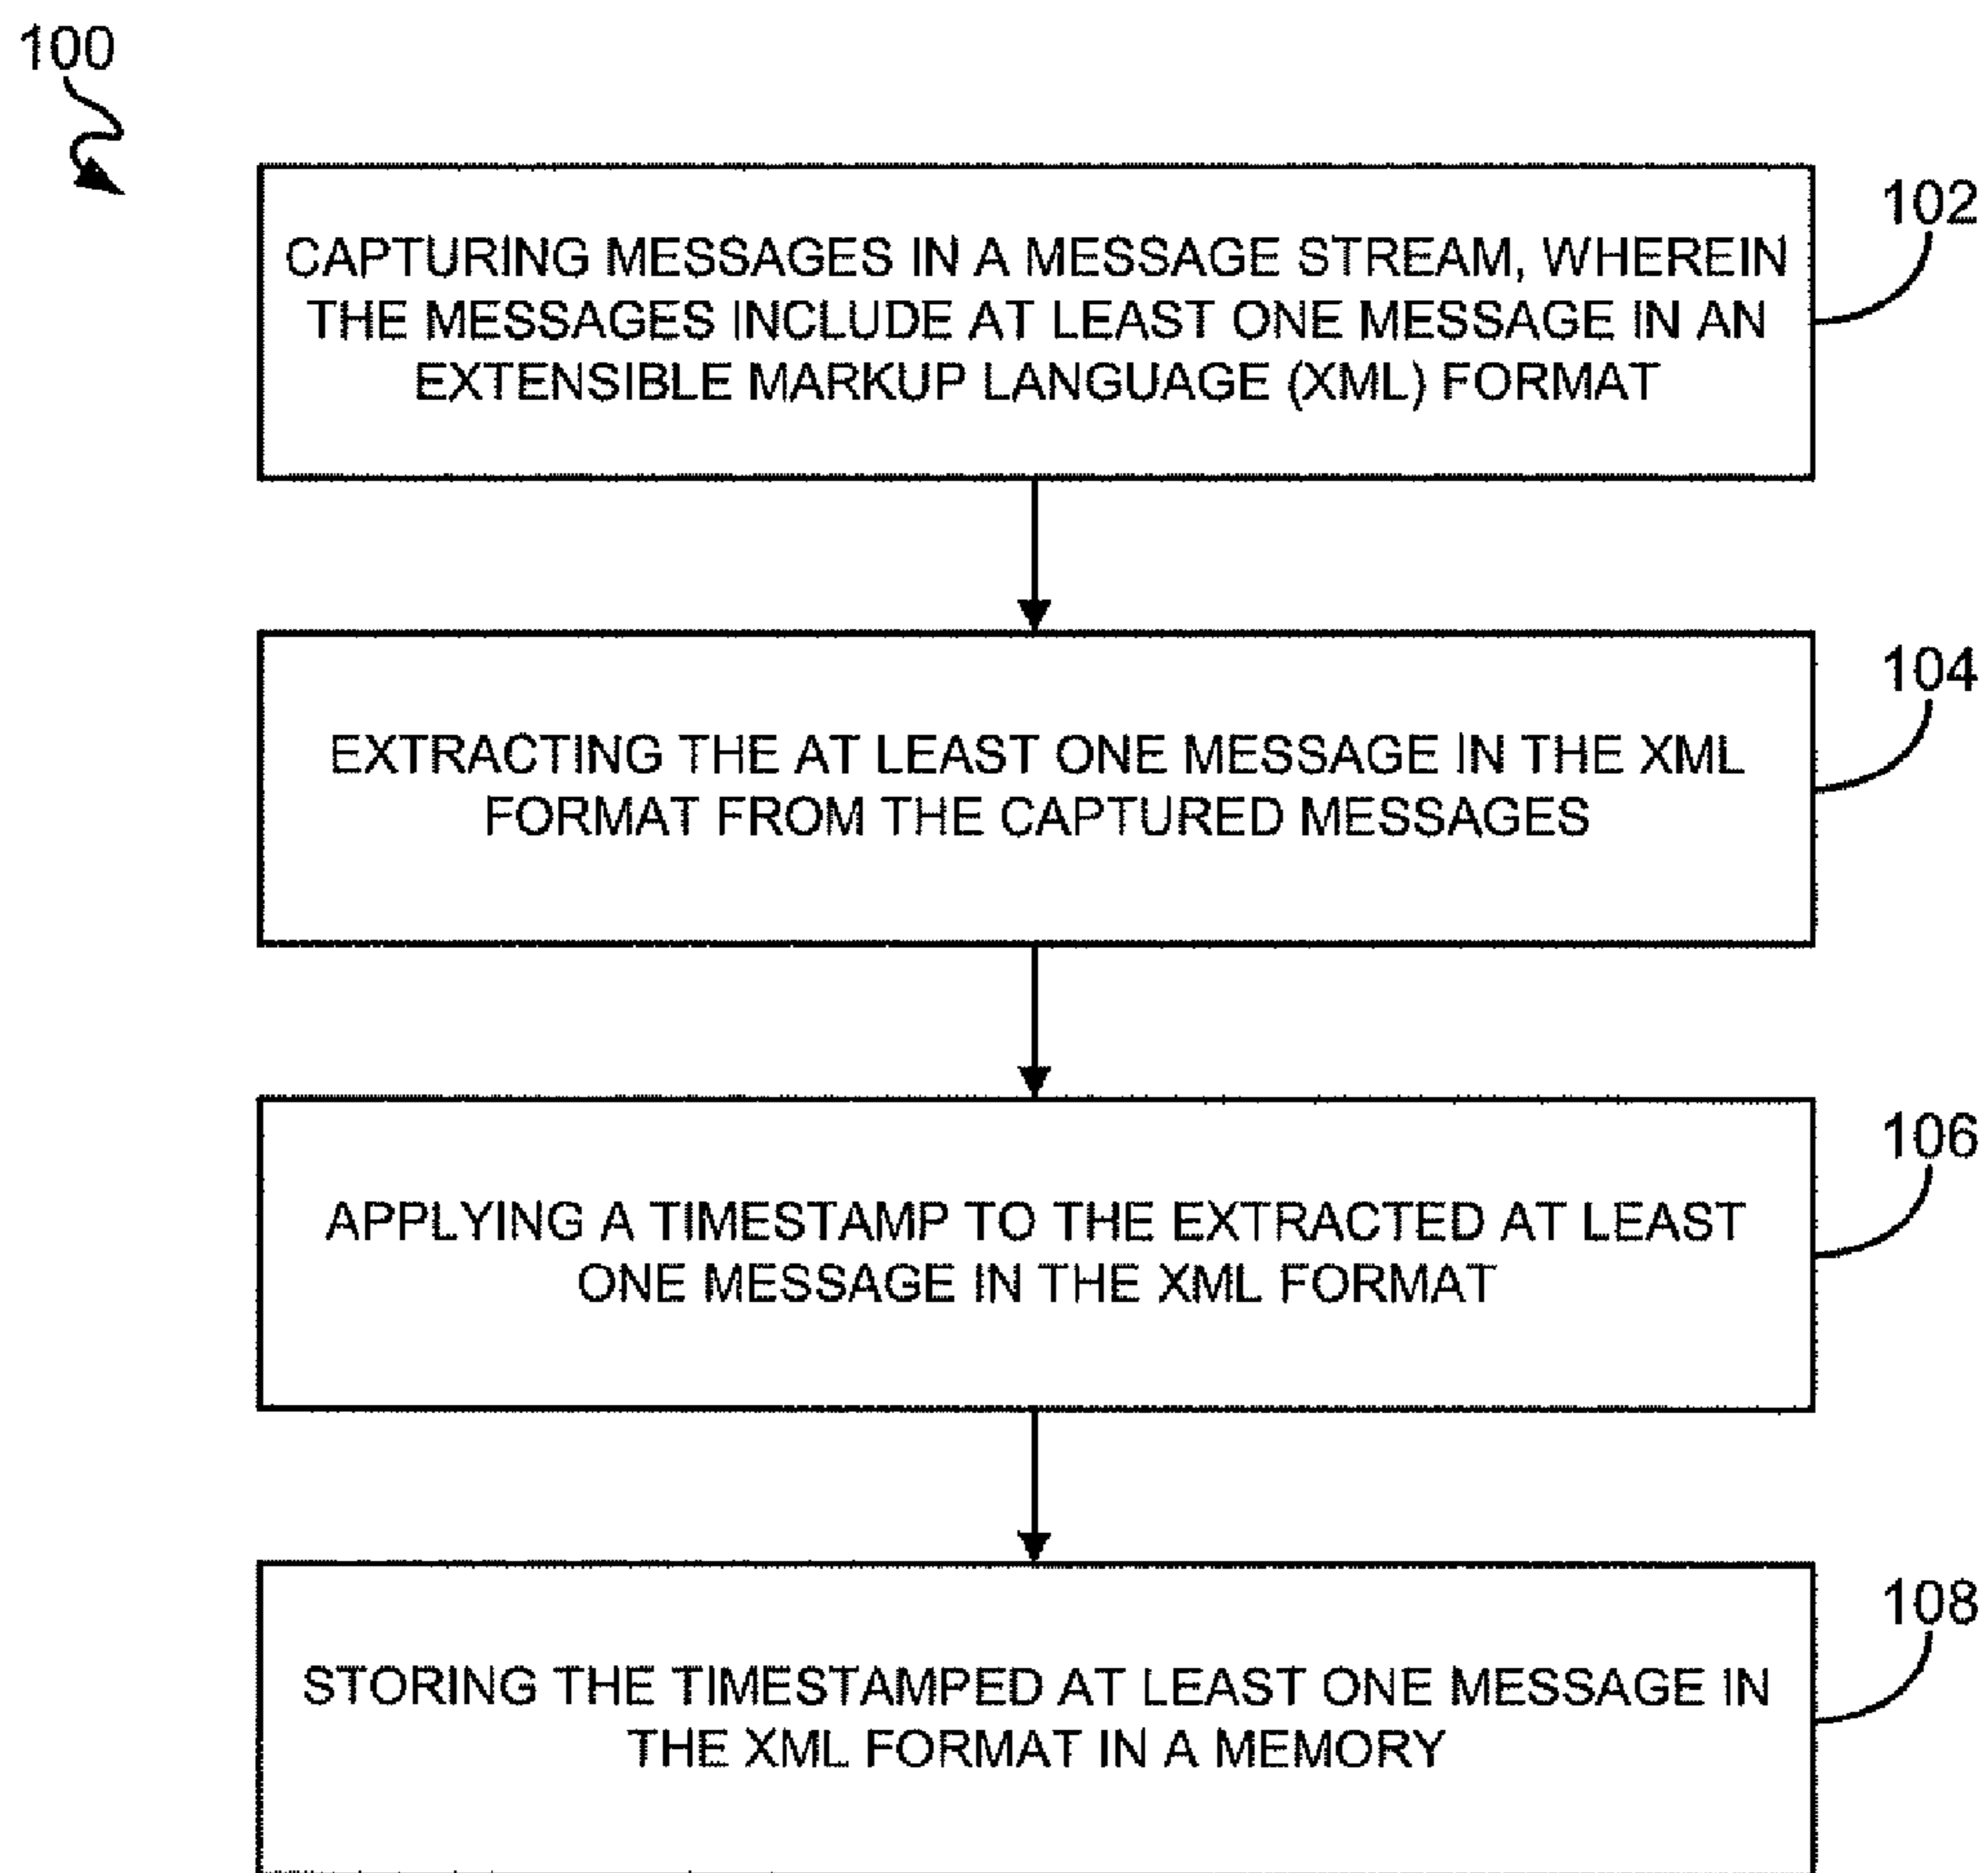 100
102
CAPTURING MESSAGES IN A MESSAGE STREAM, WHEREIN
THE MESSAGES INCLUDE AT LEAST ONE MESSAGE IN AN
EXTENSIBLE MARKUP LANGUAGE (XML) FORMAT
104
EXTRACTING THE AT LEAST ONE MESSAGE IN THE XML
FORMAT FROM THE CAPTURED MESSAGES
106
APPLYING A TIMESTAMP TO THE EXTRACTED AT LEAST
ONE MESSAGE IN THE XML FORMAT
108
STORING THE TIMESTAMPED AT LEAST ONE MESSAGE IN
THE XML FORMAT IN A MEMORY